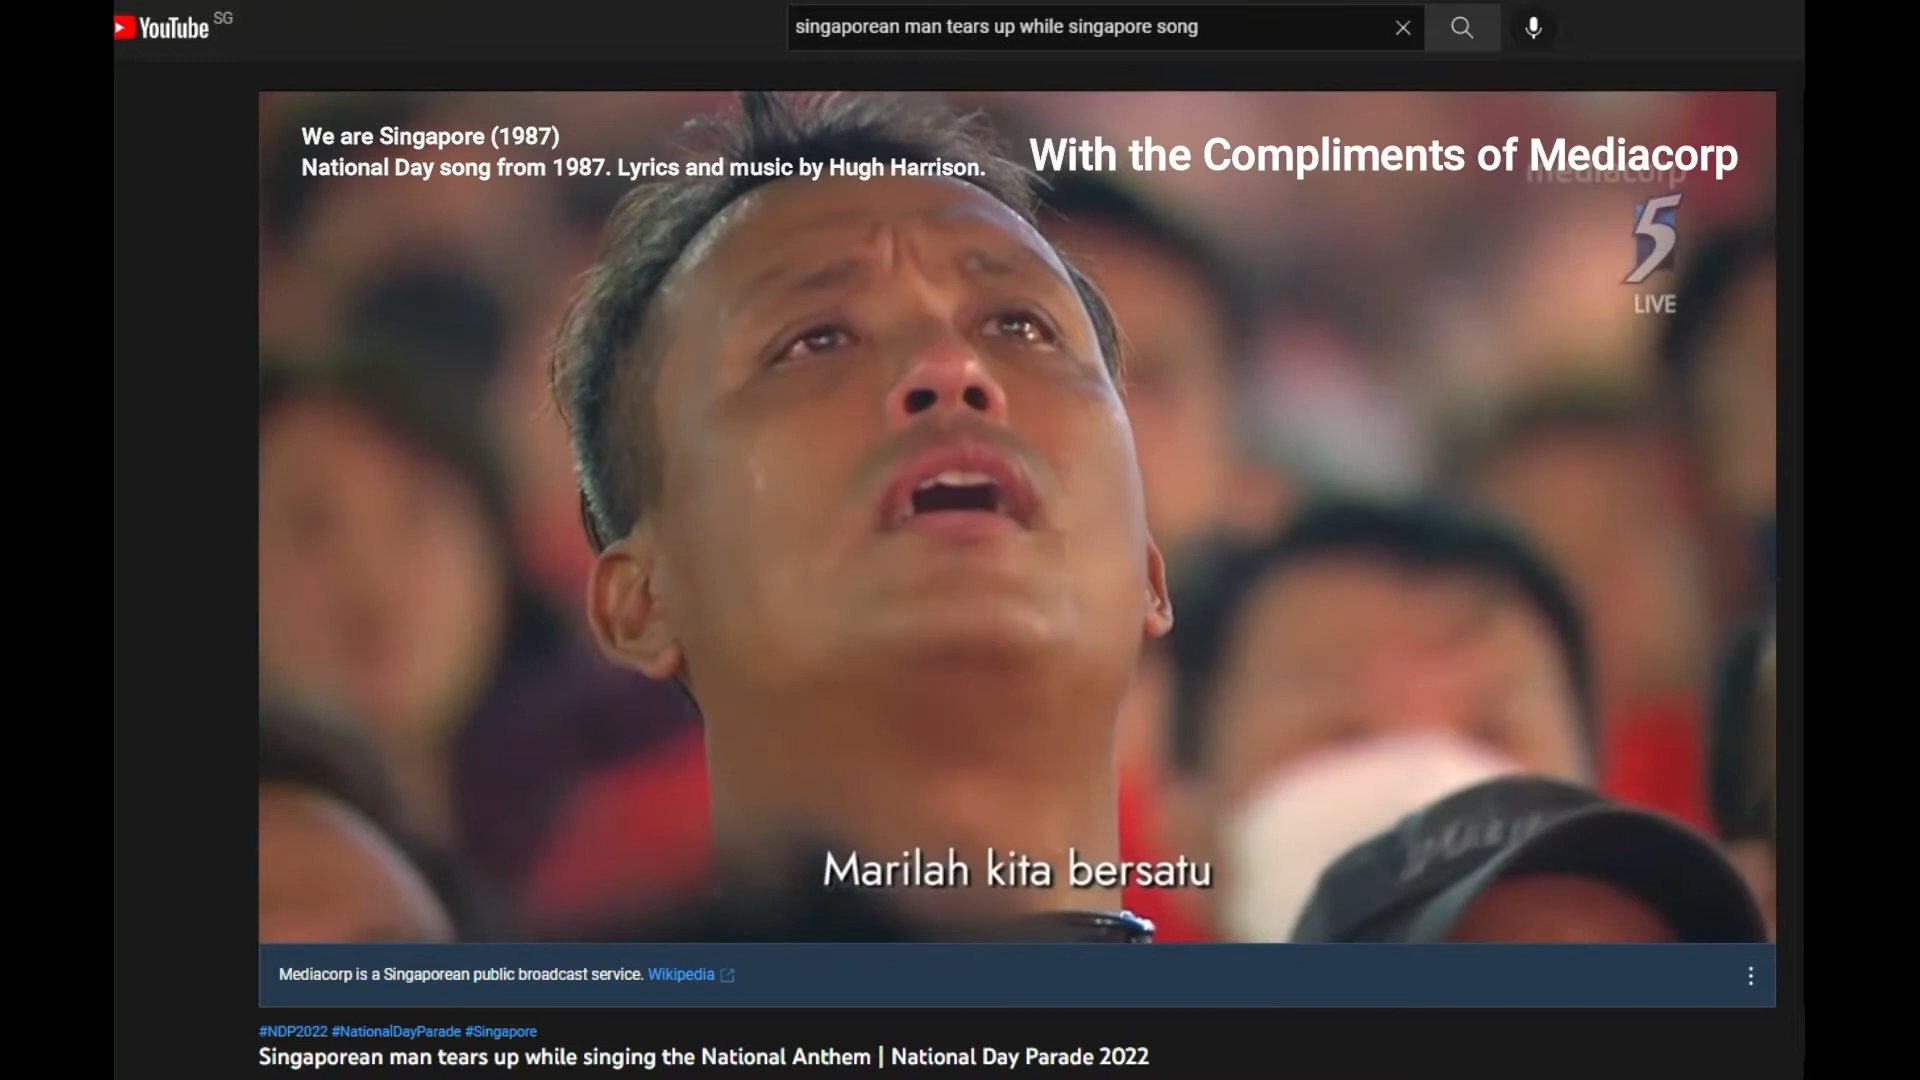 YouTube SG
singaporean man tears up while singapore song
We are Singapore (1987)
National Day song from 1987. Lyrics and music by Hugh Harrison.
With the Compliments of Mediacorp
mediacorp
5
LIVE
Marilah kita bersatu
Mediacorp is a Singaporean public broadcast service. Wikipedia
#NDP2022 #NationalDayParade #Singapore
Singaporean man tears up while singing the National Anthem | National Day Parade 2022